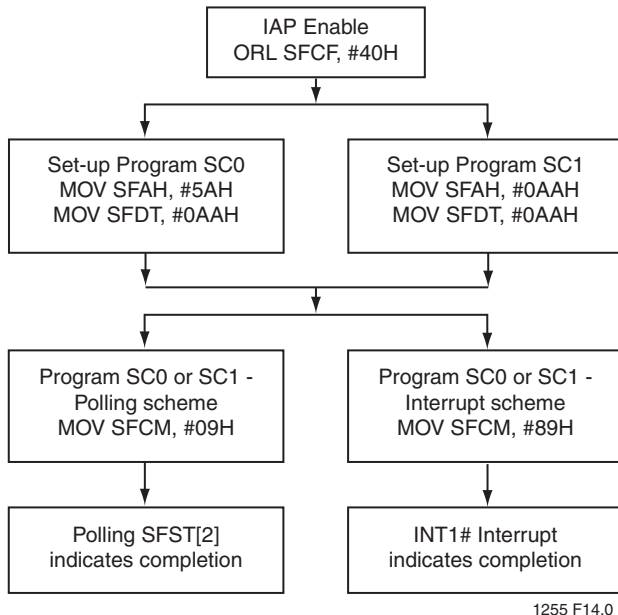 IAP Enable
ORL SFCF, #40H
Set-up Program SC0
MOV SFAH, #5AH
MOV SFDT, #0AAH
Set-up Program SC1
MOV SFAH, #0AAH
MOV SFDT, #0AAH
Program SC0 or SC1 -
Polling scheme
MOV SFCM, #09H
Program SC0 or SC1 -
Interrupt scheme
MOV SFCM, #89H
Polling SFST[2]
indicates completion
INT1# Interrupt
indicates completion
1255 F14.0